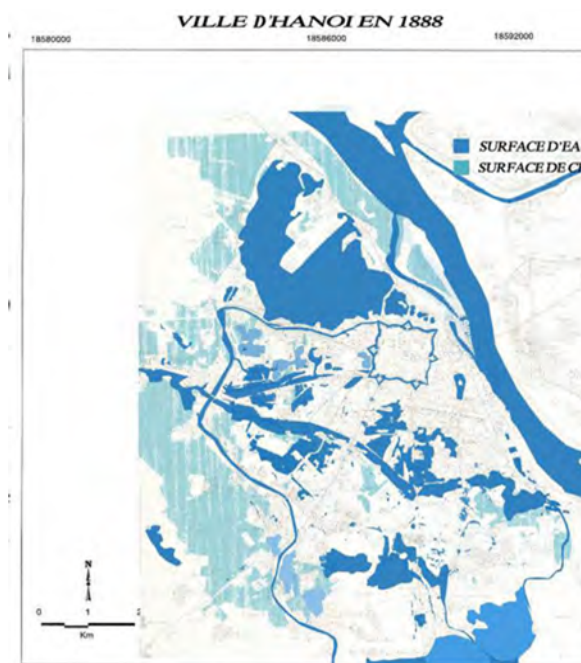 VILLE D'HANOI EN 1888
18580000 18586000 18592000
SURFACE D'EA
SURFACE DE C
N
0 1 2
Km